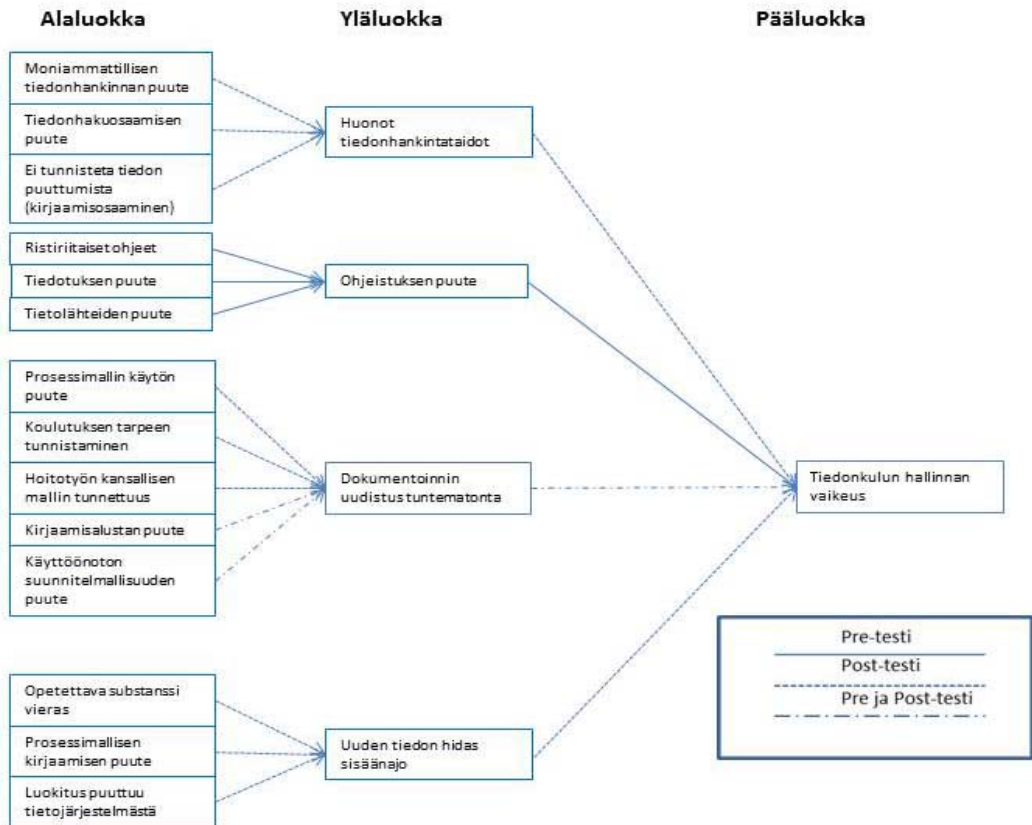 Alaluokka
Yläluokka
Pääluokka
Moniammattillisen
tiedonhankinnan puute
Tiedonhakuosaamisen
puute
Ei tunnisteta tiedon
puuttumista
(kirjaamisosaaminen)
Huonot
tiedonhankintataidot
Ristiriitaiset ohjeet
Tiedotuksen puute
Tietolähteiden puute
Ohjeistuksen puute
Prosessimallin käytön
puute
Koulutuksen tarpeen
tunnistaminen
Hoitotyön kansallisen
mallin tunnettuus
Kirjaamisalustan puute
Käyttöönoton
suunnitelmallisuuden
puute
Dokumentoinnin
uudistus tuntematonta
Tiedonkulun hallinnan
vaikeus
Opetettava substanssi
vieras
Prosessimallisen
kirjaamisen puute
Luokitus puuttuu
tietojärjestelmästä
Uuden tiedon hidas
sisäänajo
Pre-testi
Post-testi
Pre ja Post-testi